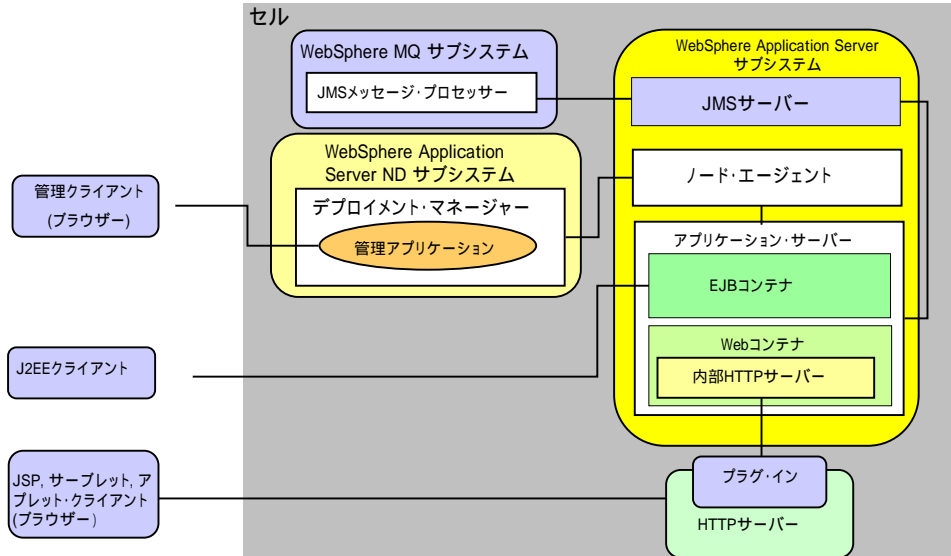 セル
WebSphere MQ サブシステム
JMSメッセージ・プロセッサー
WebSphere Application Server
サブシステム
JMSサーバー
WebSphere Application
Server ND サブシステム
デプロイメント・マネージャー
管理アプリケーション
ノード・エージェント
管理クライアント
(ブラウザー)
アプリケーション・サーバー
EJBコンテナ
Webコンテナ
内部HTTPサーバー
J2EEクライアント
JSP, サーブレット, ア
プレット・クライアント
(ブラウザー)
プラグ・イン
HTTPサーバー